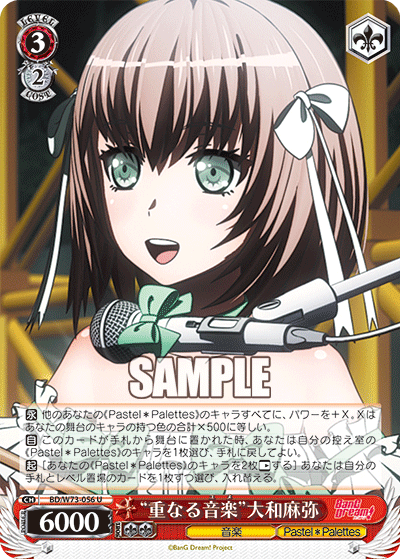 LEVEL
3
2
COST
SAMPLE
永 他のあなたの《Pastel＊Palettes》のキャラすべてに、パワーを＋X。Xは
あなたの舞台のキャラの持つ色の合計×500に等しい。
自 このカードが手札から舞台に置かれた時、あなたは自分の控え室の
《Pastel＊Palettes》のキャラを1枚選び、手札に戻してよい。
起 [あなたの《Pastel＊Palettes》のキャラを2枚レストする] あなたは自分の
手札とレベル置場のカードを1枚ずつ選び、入れ替える。
CH BD/W73-056 U
“重なる音楽”大和麻弥
BanG Dream!
POWER
6000
音楽
Pastel＊Palettes
©BanG Dream! Project